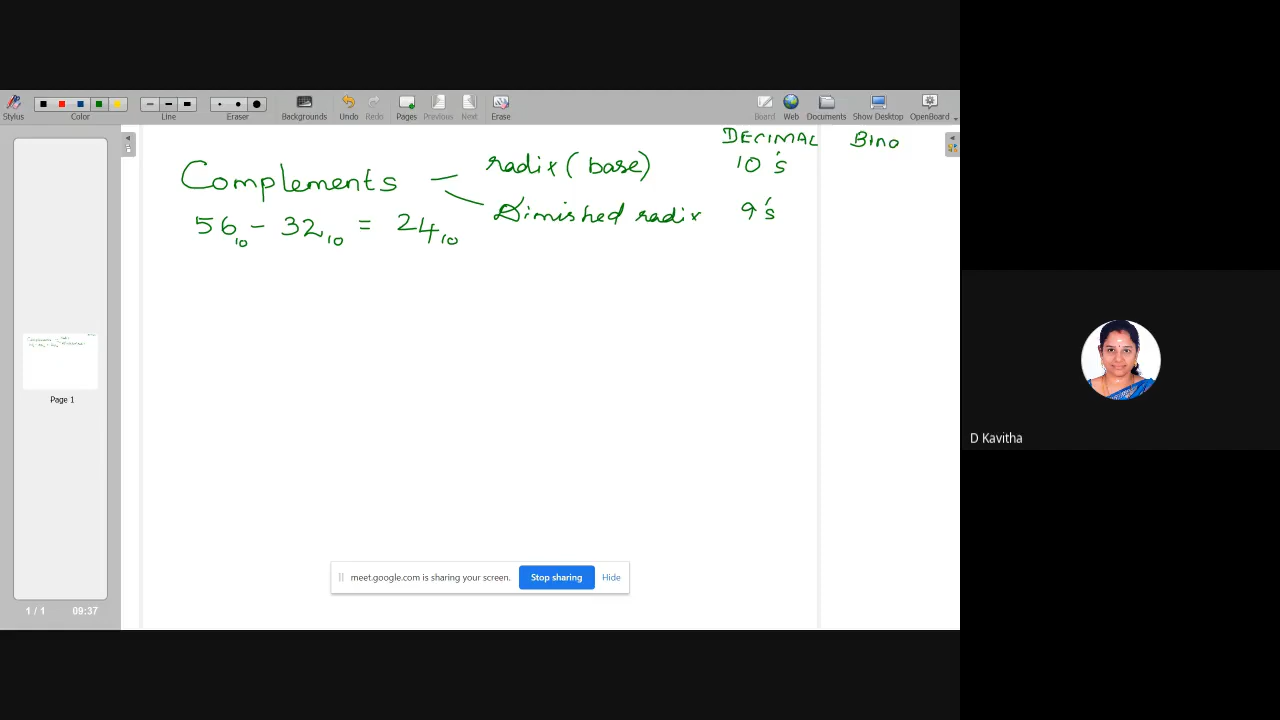 Stylus
Color
Line
Eraser
Backgrounds
Undo
Redo
Pages
Previous
Next
Erase
Board
Web
Documents
Show Desktop
OpenBoard
DECIMAL Bino
Complements - radix (base) 10's
Dimished radix 9's
56₁₀ - 32₁₀ = 24₁₀
Page 1
D Kavitha
meet.google.com is sharing your screen. Stop sharing Hide
1 / 1 09:37